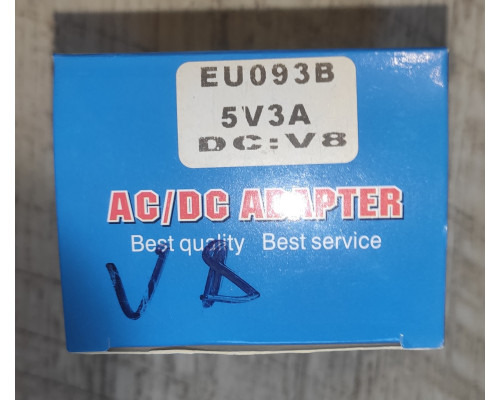 EU093B
5V3A
DC:V8
AC/DC ADAPTER
Best quality Best service
V8